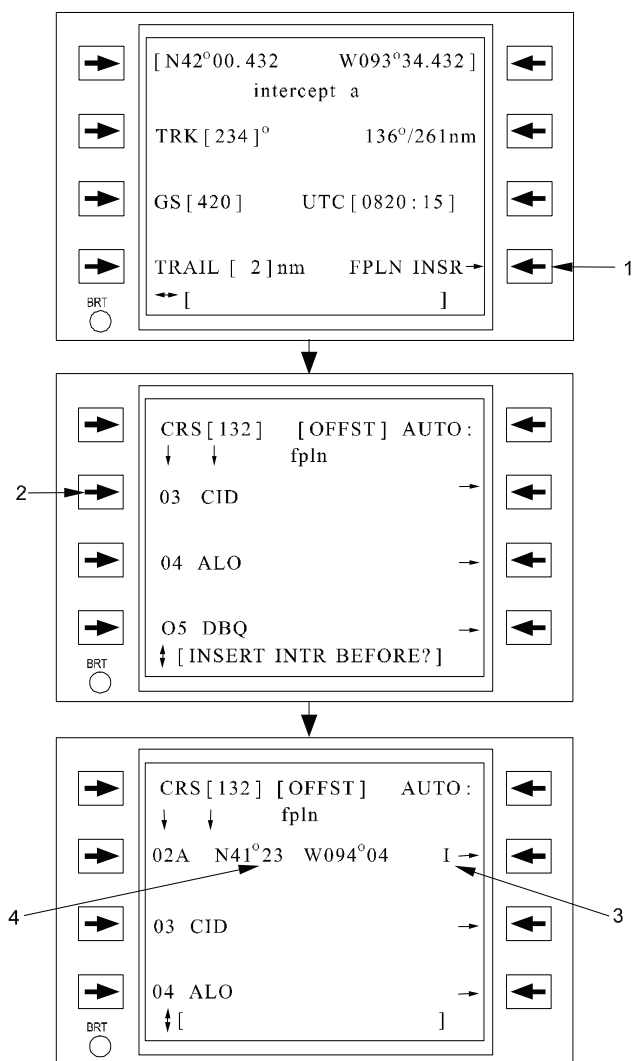 [N42°00.432 W093°34.432]
intercept a
TRK[234]° 136°/261nm
GS[420] UTC[0820:15]
TRAIL [ 2]nm FPLN INSR→ 1
BRT
↔ [ ]
CRS[132] [OFFST] AUTO:
↓ ↓ fpln
2 03 CID →
04 ALO →
O5 DBQ →
BRT
↕ [INSERT INTR BEFORE?]
CRS[132] [OFFST] AUTO:
↓ ↓ fpln
02A N41°23 W094°04 I→
4 3
03 CID →
04 ALO →
BRT
↕ [ ]